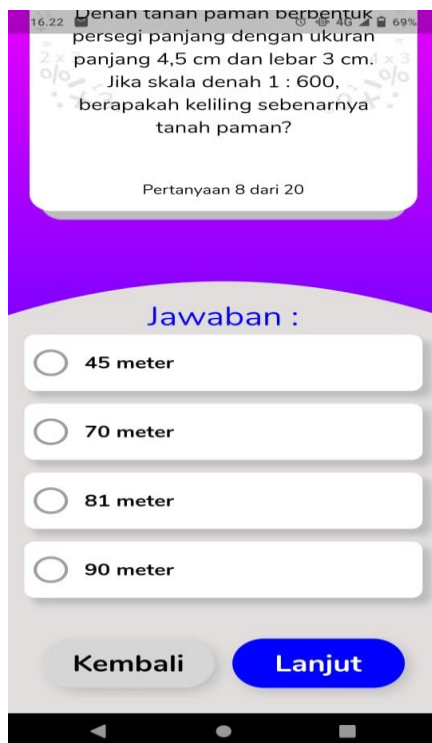 16.22
4G 69%
Denah tanah paman berbentuk
persegi panjang dengan ukuran
panjang 4,5 cm dan lebar 3 cm.
Jika skala denah 1 : 600,
berapakah keliling sebenarnya
tanah paman?
Pertanyaan 8 dari 20
Jawaban :
45 meter
70 meter
81 meter
90 meter
Kembali
Lanjut